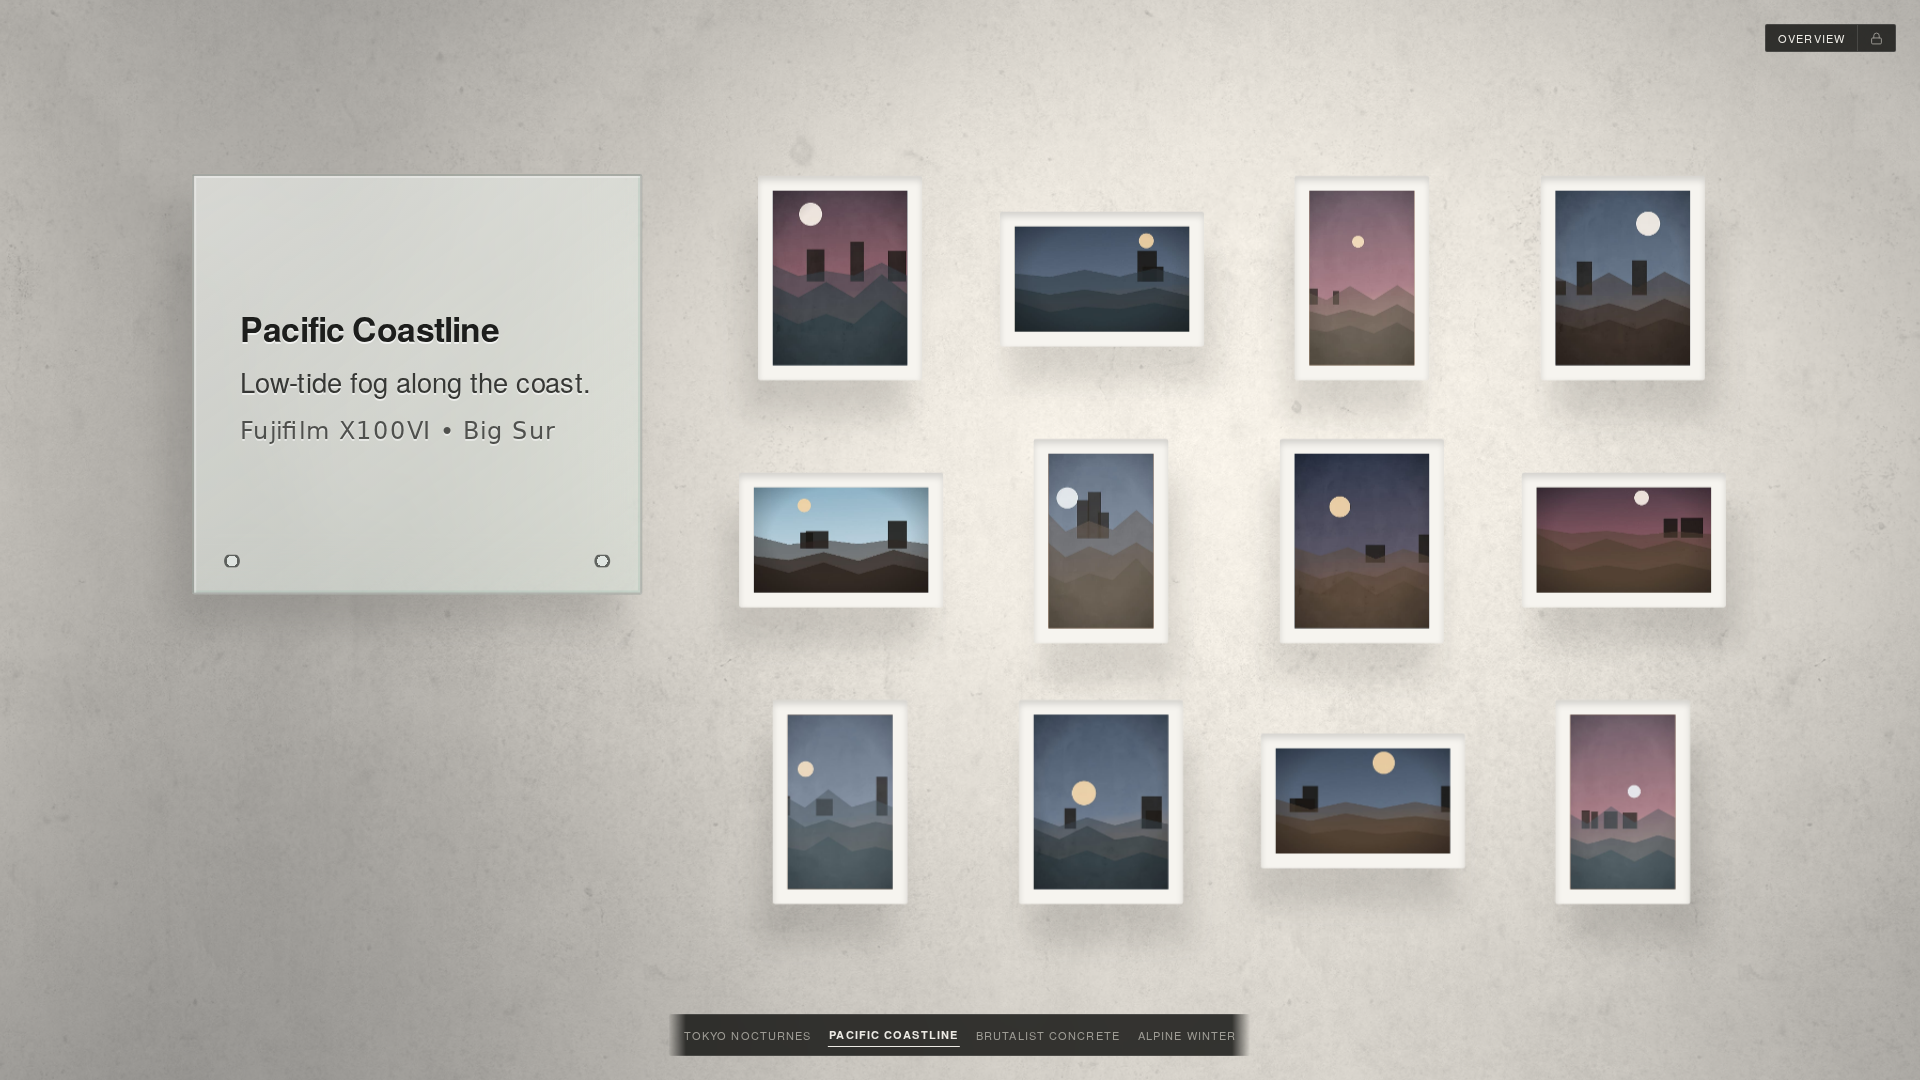 OVERVIEW
Pacific Coastline
Low-tide fog along the coast.
Fujifilm X100VI • Big Sur
TOKYO NOCTURNES PACIFIC COASTLINE BRUTALIST CONCRETE ALPINE WINTER